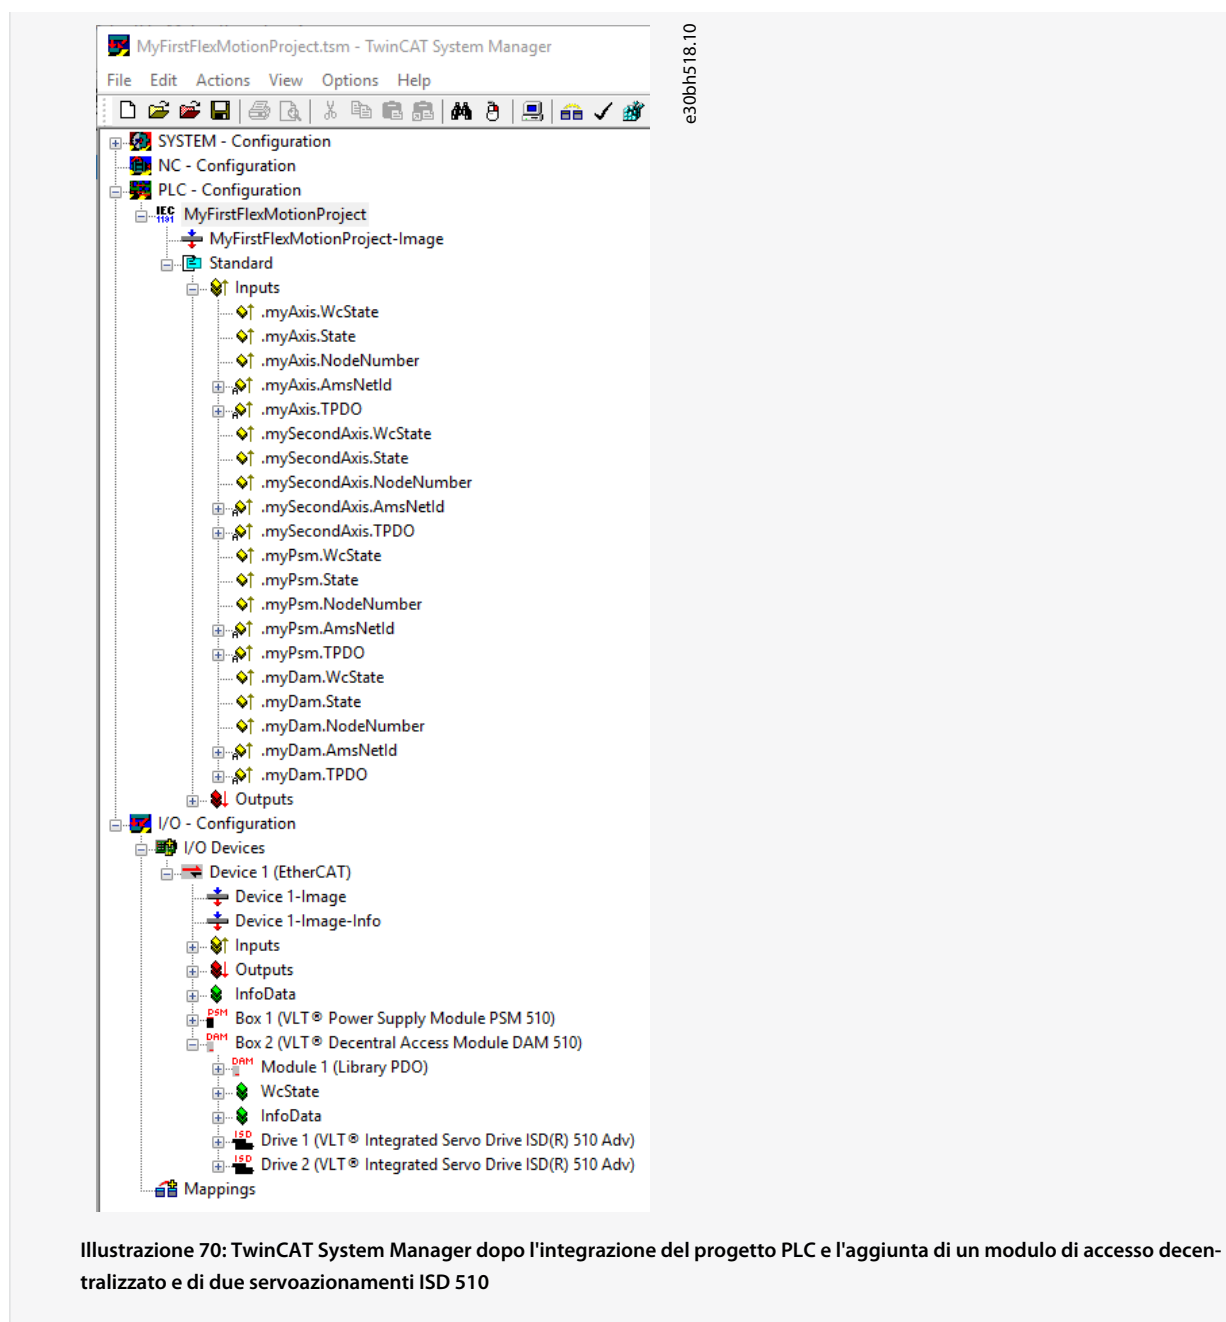 MyFirstFlexMotionProject.tsm - TwinCAT System Manager
e30bh518.10
File Edit Actions View Options Help
SYSTEM - Configuration
NC - Configuration
PLC - Configuration
IEC 1131 MyFirstFlexMotionProject
MyFirstFlexMotionProject-Image
Standard
Inputs
.myAxis.WcState
.myAxis.State
.myAxis.NodeNumber
.myAxis.AmsNetId
.myAxis.TPDO
.mySecondAxis.WcState
.mySecondAxis.State
.mySecondAxis.NodeNumber
.mySecondAxis.AmsNetId
.mySecondAxis.TPDO
.myPsm.WcState
.myPsm.State
.myPsm.NodeNumber
.myPsm.AmsNetId
.myPsm.TPDO
.myDam.WcState
.myDam.State
.myDam.NodeNumber
.myDam.AmsNetId
.myDam.TPDO
Outputs
I/O - Configuration
I/O Devices
Device 1 (EtherCAT)
Device 1-Image
Device 1-Image-Info
Inputs
Outputs
InfoData
PSM Box 1 (VLT® Power Supply Module PSM 510)
DAM Box 2 (VLT® Decentral Access Module DAM 510)
DAM Module 1 (Library PDO)
WcState
InfoData
ISD Drive 1 (VLT® Integrated Servo Drive ISD(R) 510 Adv)
ISD Drive 2 (VLT® Integrated Servo Drive ISD(R) 510 Adv)
Mappings
Illustrazione 70: TwinCAT System Manager dopo l'integrazione del progetto PLC e l'aggiunta di un modulo di accesso decen-
tralizzato e di due servoazionamenti ISD 510